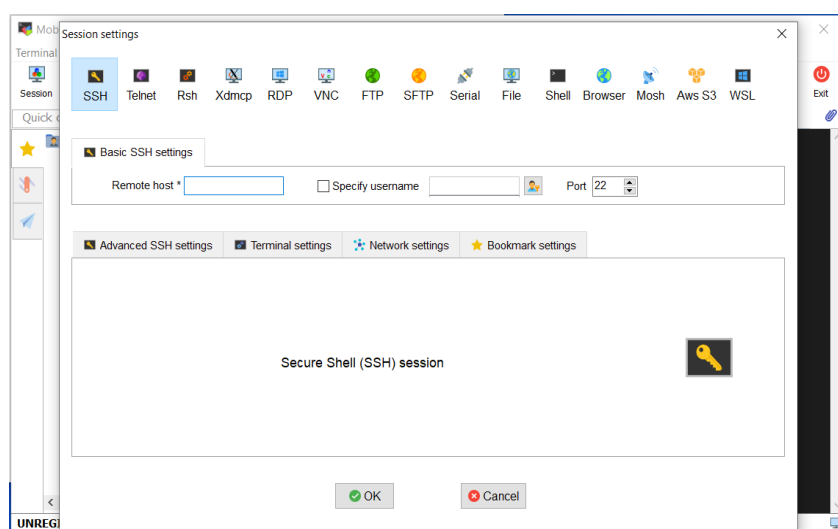 Mob
Session settings
Terminal
Session
SSH Telnet Rsh Xdmcp RDP VNC FTP SFTP Serial File Shell Browser Mosh Aws S3 WSL
Exit
Quick
Basic SSH settings
Remote host * Specify username Port 22
Advanced SSH settings Terminal settings Network settings Bookmark settings
Secure Shell (SSH) session
OK Cancel
UNREGI